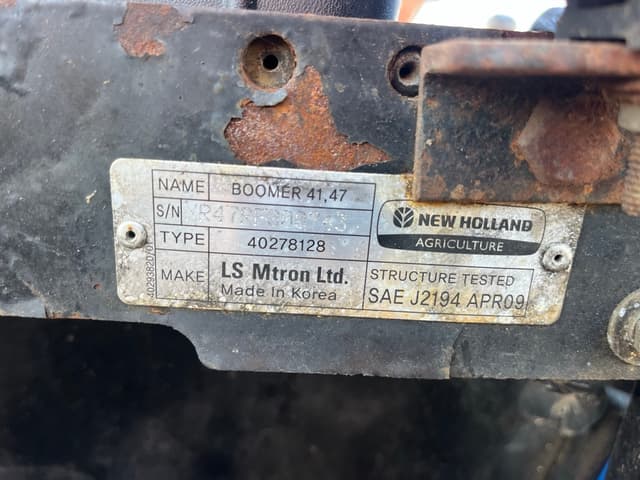 NAME BOOMER 41,47
S/N
NEW HOLLAND
AGRICULTURE
TYPE 40278128
MAKE LS Mtron Ltd.
Made in Korea
STRUCTURE TESTED
SAE J2194 APR09